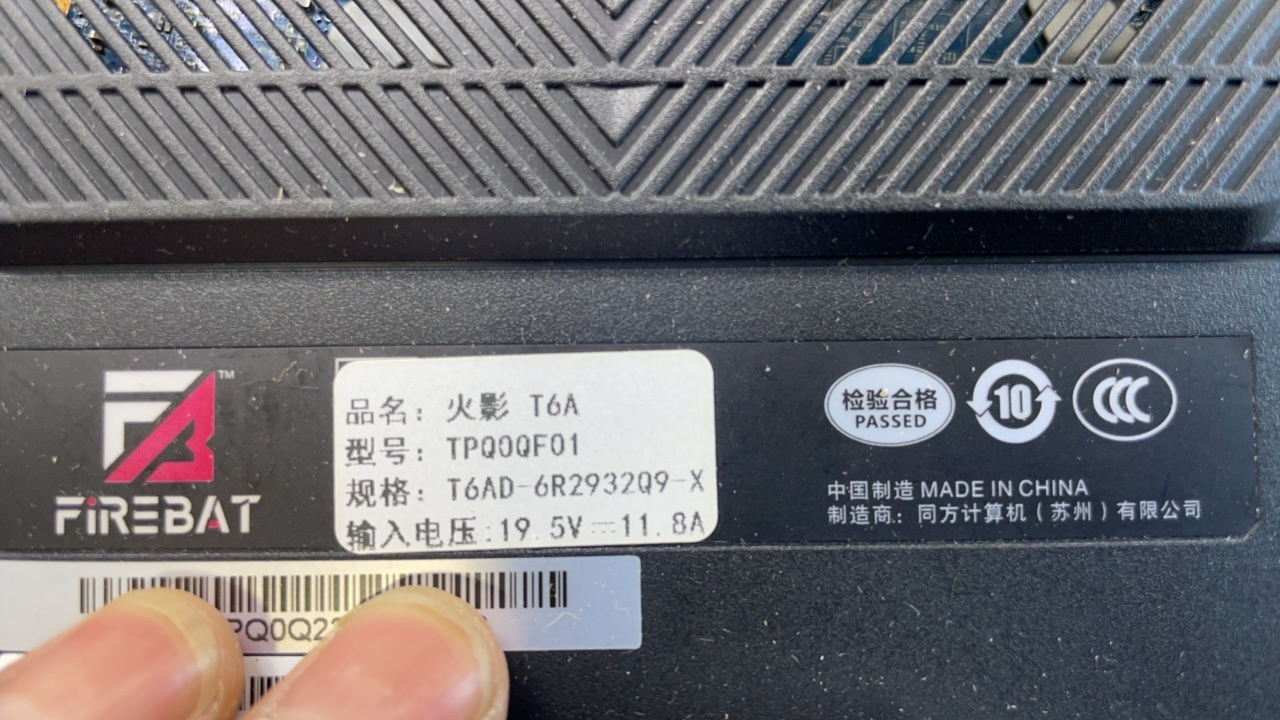 FIREBAT
TM
品名: 火影 T6A
型号: TPQ0QF01
规格: T6AD-6R2932Q9-X
输入电压:19.5V⎓11.8A
检验合格
PASSED
10
CCC
中国制造 MADE IN CHINA
制造商: 同方计算机(苏州)有限公司
PQ0Q2